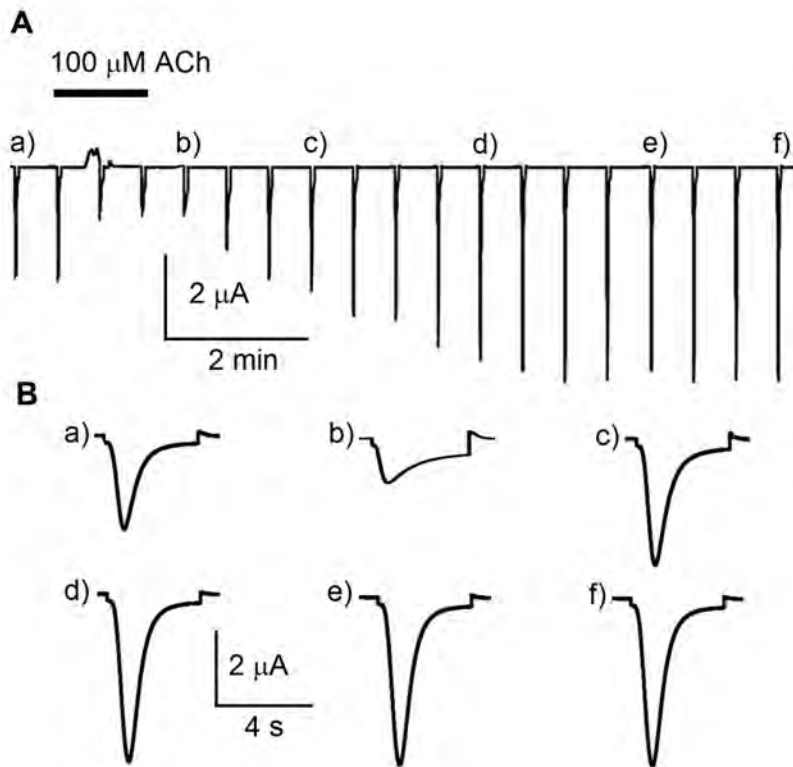 A
100 μM ACh
a) b) c) d) e) f)
2 μA
2 min
B
a) b) c)
d) e) f)
2 μA
4 s